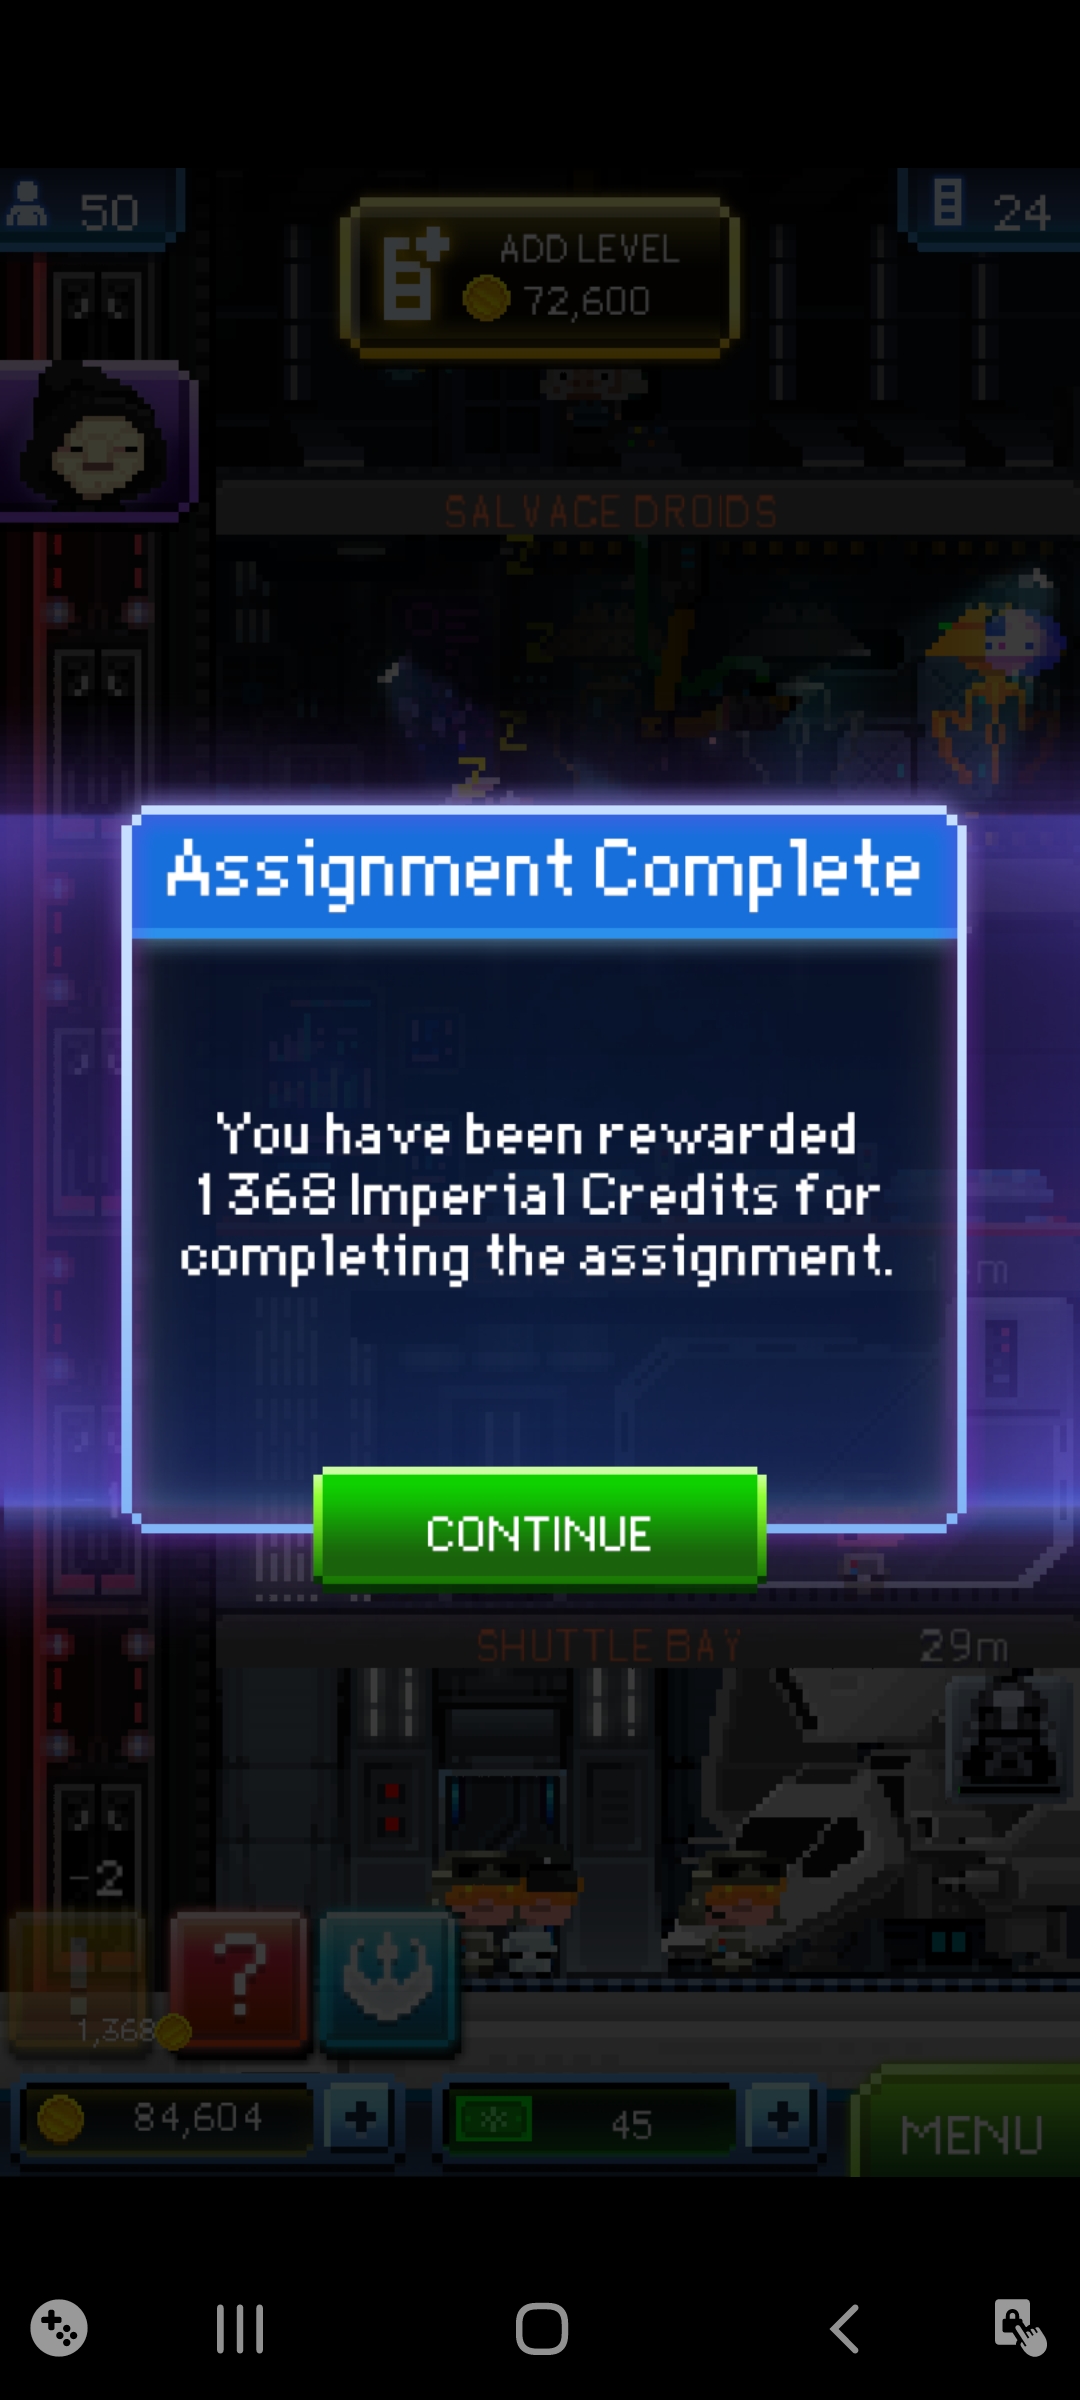 50
ADD LEVEL
72,600
24
SALVAGE DROIDS
Assignment Complete
You have been rewarded
1368 Imperial Credits for
completing the assignment.
CONTINUE
SHUTTLE BAY 29m
-2
!
?
1,368
84,604
+
45
+
MENU